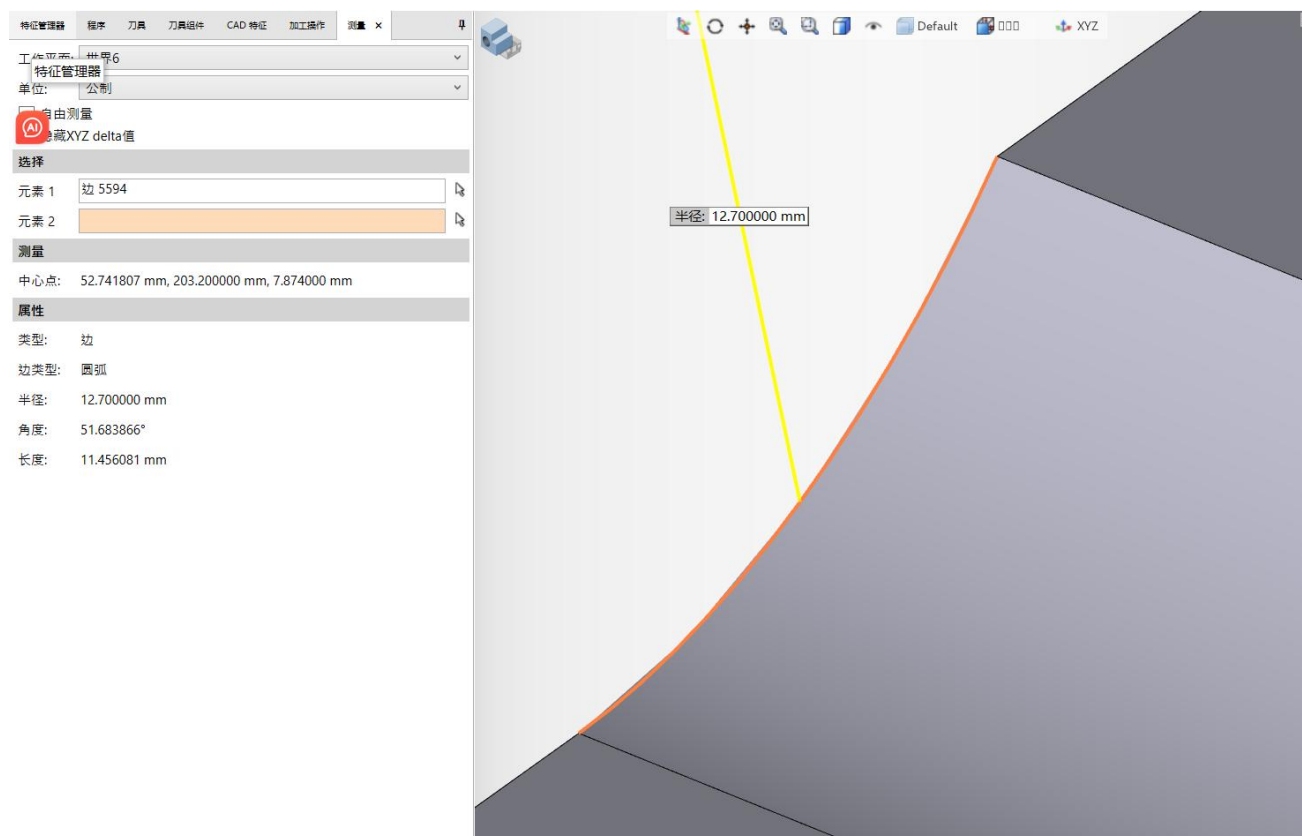 特征管理器 程序 刀具 刀具组件 CAD 特征 加工操作 测量
Default XYZ
世界6
特征管理器
单位: 公制
自由测量
藏XYZ delta值
AI
选择
元素 1 边 5594
元素 2
测量
中心点: 52.741807 mm, 203.200000 mm, 7.874000 mm
属性
类型: 边
边类型: 圆弧
半径: 12.700000 mm
角度: 51.683866°
长度: 11.456081 mm
半径: 12.700000 mm